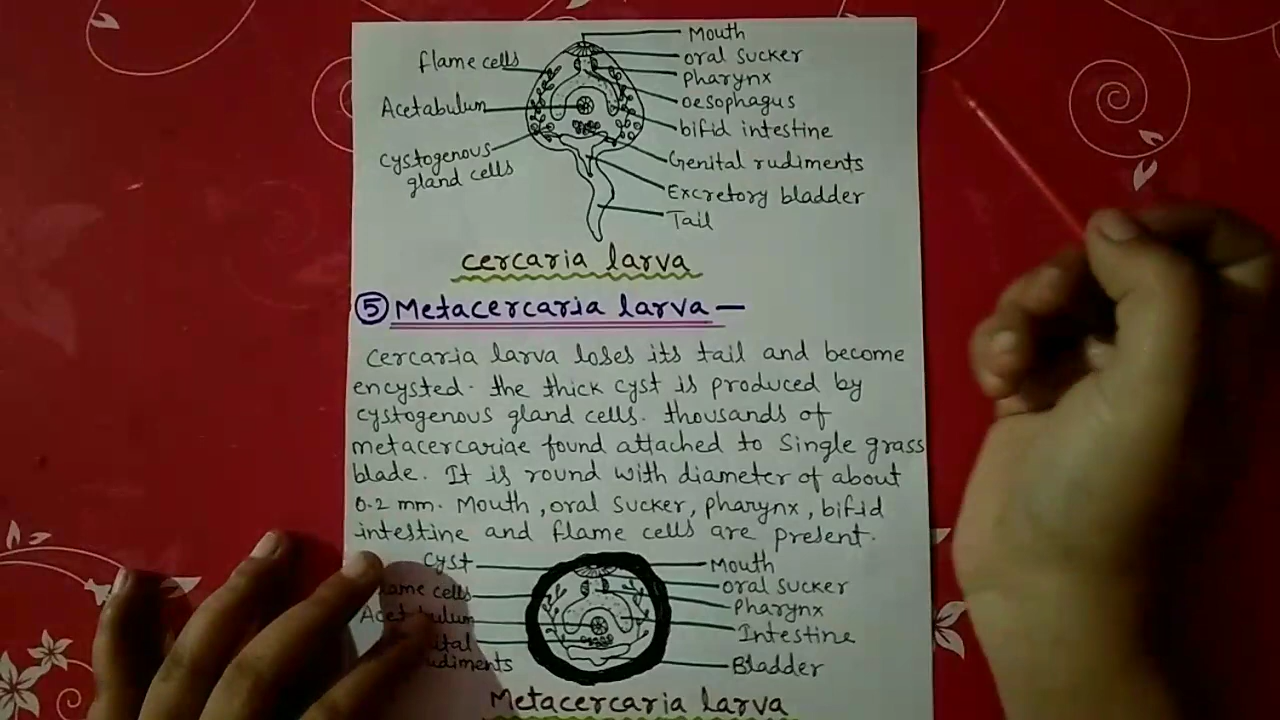 Mouth
flame cells
oral sucker
Pharynx
Acetabulum
oesophagus
bifid intestine
Cystogenous
gland cells
Genital rudiments
Excretory bladder
Tail
cercaria larva
⑤ Metacercaria larva —
Cercaria larva loses its tail and become
encysted. the thick cyst is produced by
cystogenous gland cells. thousands of
metacercariae found attached to Single grass
blade. It is round with diameter of about
0.2 mm. Mouth, oral sucker, pharynx, bifid
intestine and flame cells are present.
Cyst
Mouth
cells
oral sucker
Pharynx
Intestine
Bladder
Metacercaria larva